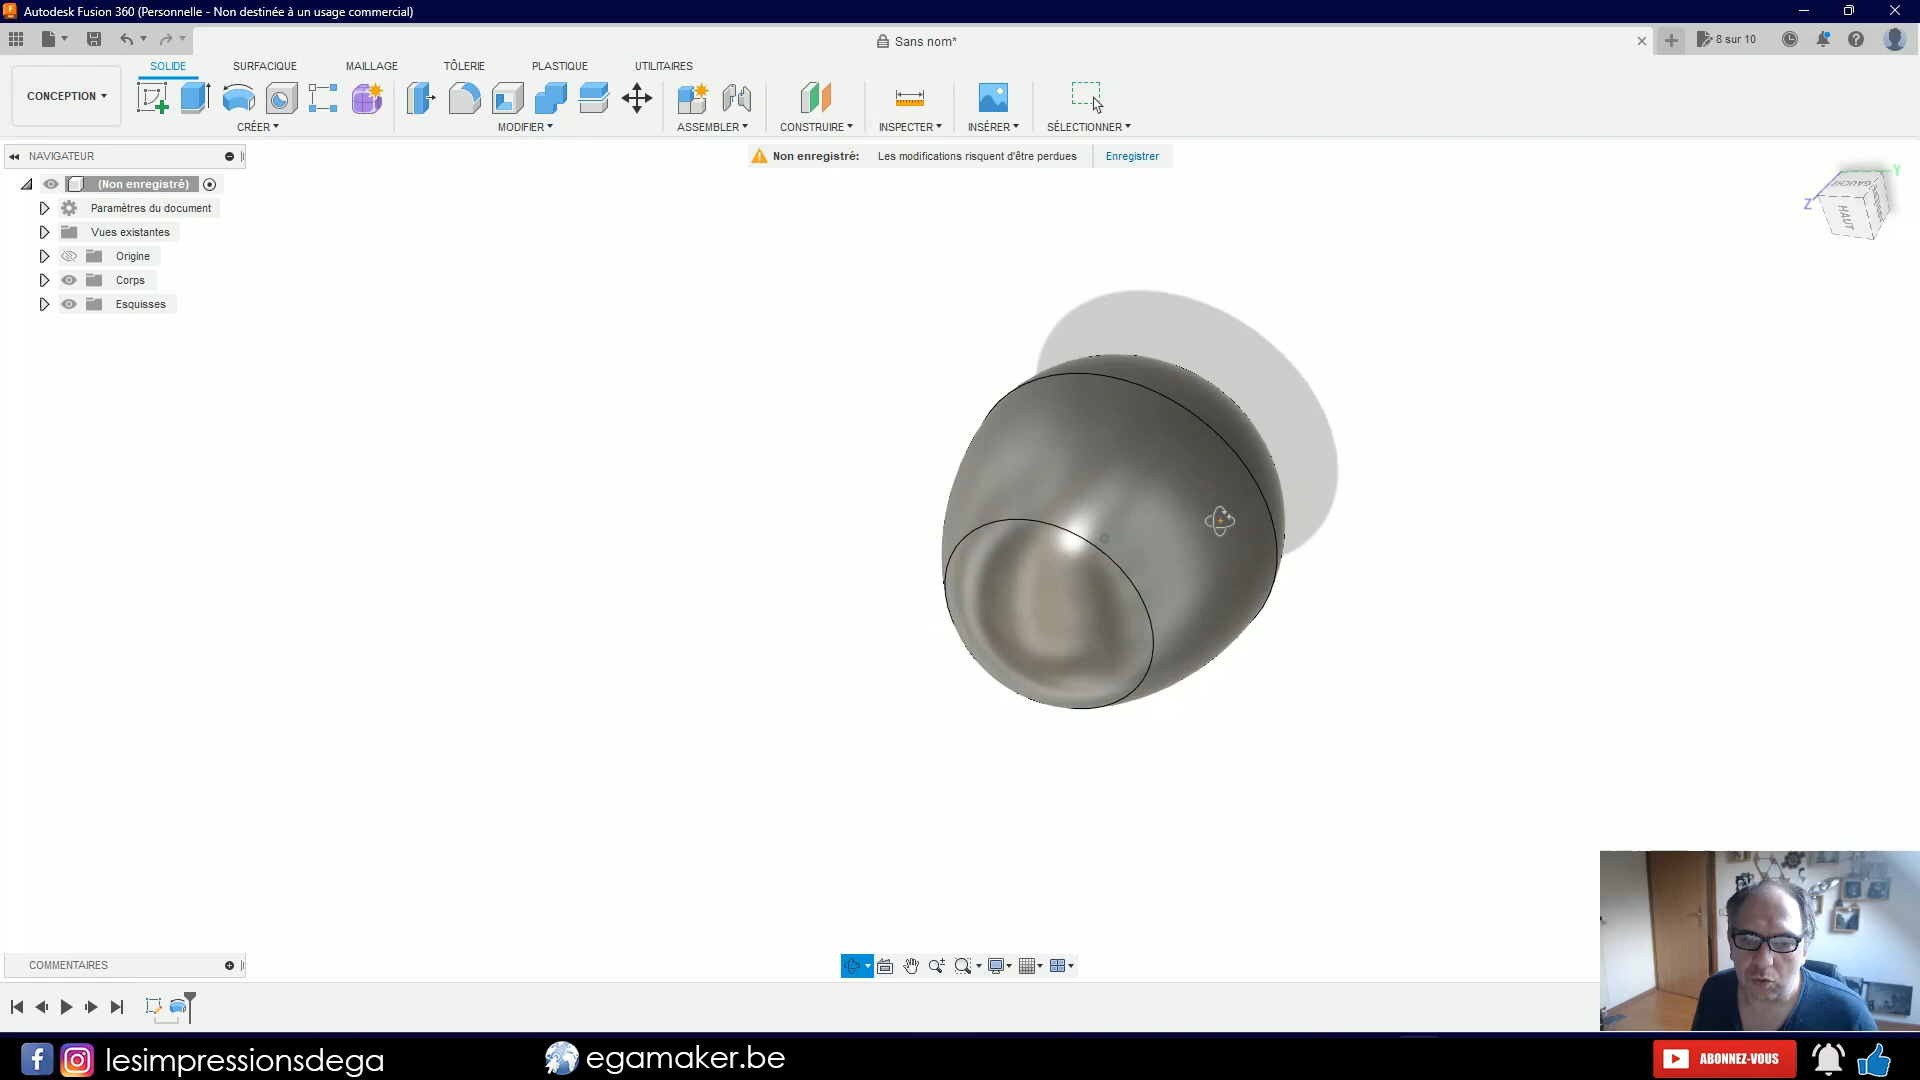 Autodesk Fusion 360 (Personnelle - Non destinée à un usage commercial)
Sans nom*
8 sur 10
SOLIDE
SURFACIQUE
MAILLAGE
TÔLERIE
PLASTIQUE
UTILITAIRES
CONCEPTION
CRÉER
MODIFIER
ASSEMBLER
CONSTRUIRE
INSPECTER
INSÉRER
SÉLECTIONNER
NAVIGATEUR
Non enregistré: Les modifications risquent d'être perdues Enregistrer
(Non enregistré)
Paramètres du document
Vues existantes
Origine
Corps
Esquisses
Y
Z
GAUCHE
HAUT
COMMENTAIRES
lesimpressionsdega
egamaker.be
ABONNEZ-VOUS